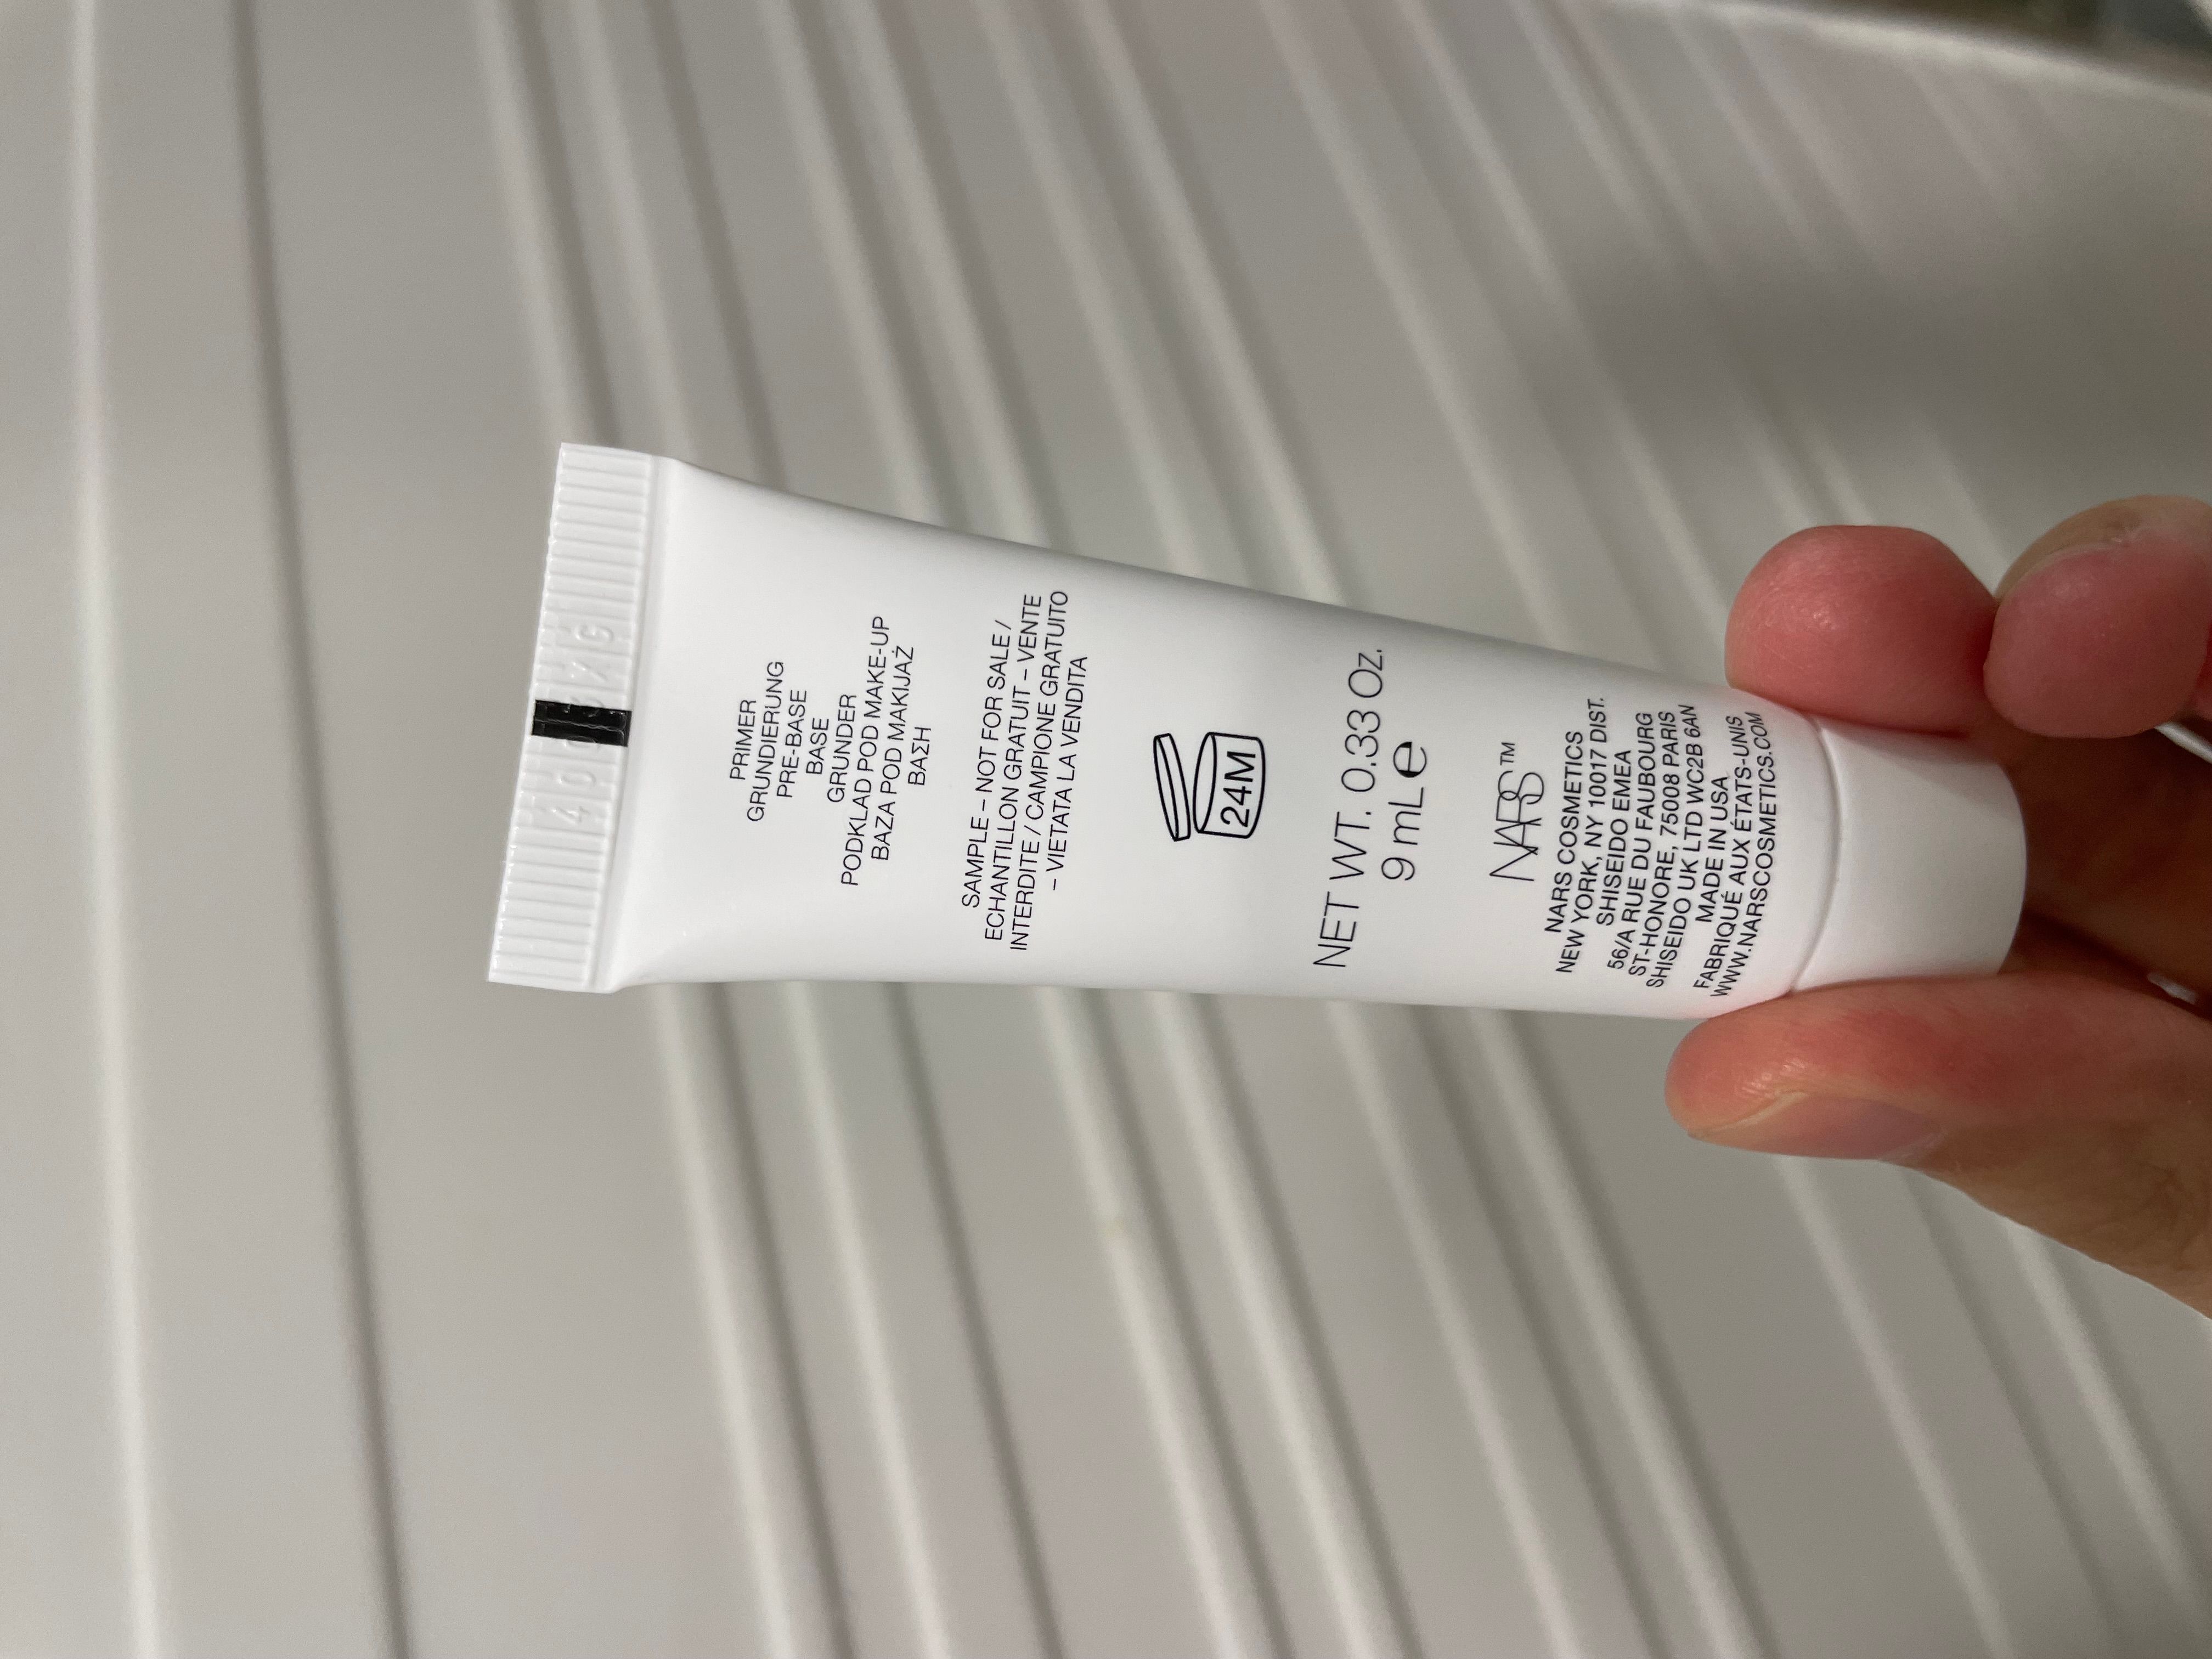 PRIMER
GRUNDIERUNG
PRE-BASE
BASE
GRUNDER
PODKLAD POD MAKE-UP
BAZA POD MAKIJAŻ
ΒΑΣΗ
SAMPLE – NOT FOR SALE /
ECHANTILLON GRATUIT – VENTE
INTERDITE / CAMPIONE GRATUITO
– VIETATA LA VENDITA
24M
NET WT. 0.33 OZ.
9 mL e
NARS™
NARS COSMETICS
NEW YORK, NY 10017 DIST.
SHISEIDO EMEA
56/A RUE DU FAUBOURG
ST-HONORE, 75008 PARIS
SHISEIDO UK LTD WC2B 6AN
MADE IN USA
FABRIQUÉ AUX ÉTATS-UNIS
WWW.NARSCOSMETICS.COM